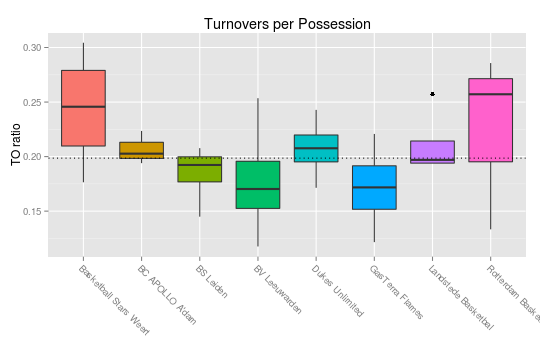 Turnovers per Possession
TO ratio
0.30
0.25
0.20
0.15
Basketball Stars Weert
BC APOLLO A'dam
BS Leiden
BV Leeuwarden
Dukes Unlimited
GasTerra Flames
Landstede Basketbal
Rotterdam Baske